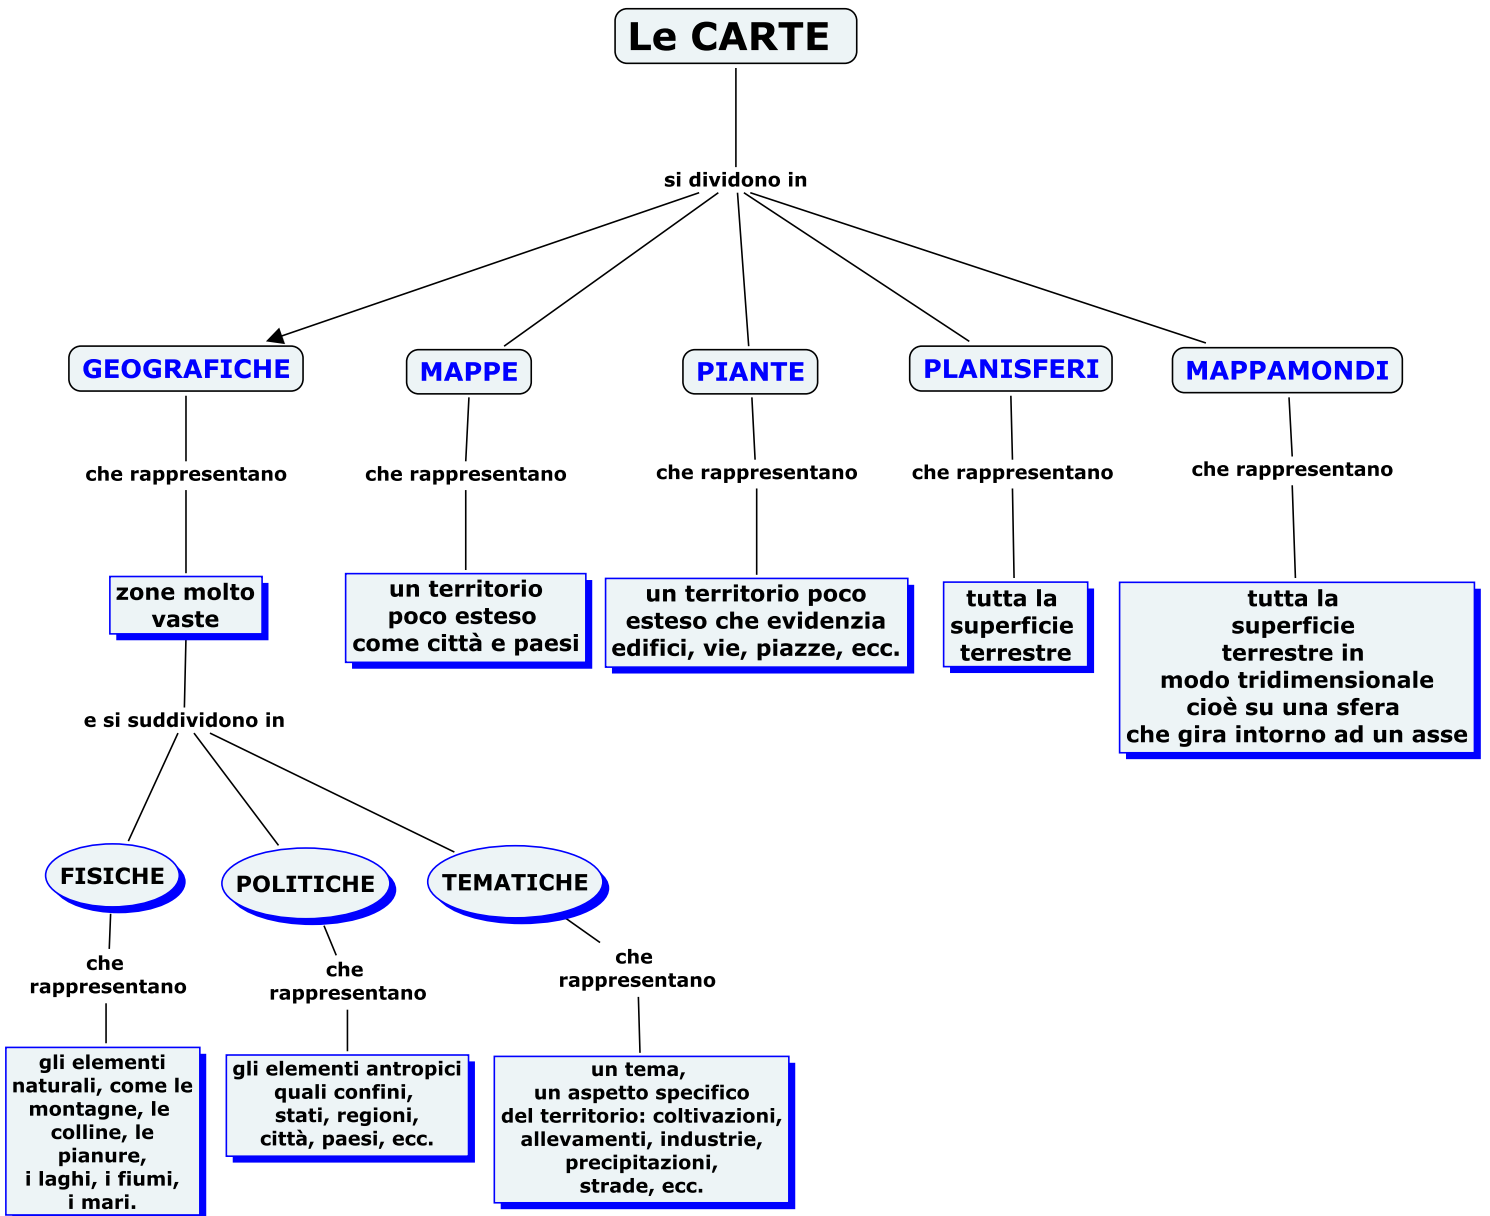 Le CARTE
si dividono in
GEOGRAFICHE
MAPPE
PIANTE
PLANISFERI
MAPPAMONDI
che rappresentano
che rappresentano
che rappresentano
che rappresentano
che rappresentano
zone molto
vaste
un territorio
poco esteso
come città e paesi
un territorio poco
esteso che evidenzia
edifici, vie, piazze, ecc.
tutta la
superficie
terrestre
tutta la
superficie
terrestre in
modo tridimensionale
cioè su una sfera
che gira intorno ad un asse
e si suddividono in
FISICHE
POLITICHE
TEMATICHE
che
rappresentano
che
rappresentano
che
rappresentano
gli elementi
naturali, come le
montagne, le
colline, le
pianure,
i laghi, i fiumi,
i mari.
gli elementi antropici
quali confini,
stati, regioni,
città, paesi, ecc.
un tema,
un aspetto specifico
del territorio: coltivazioni,
allevamenti, industrie,
precipitazioni,
strade, ecc.